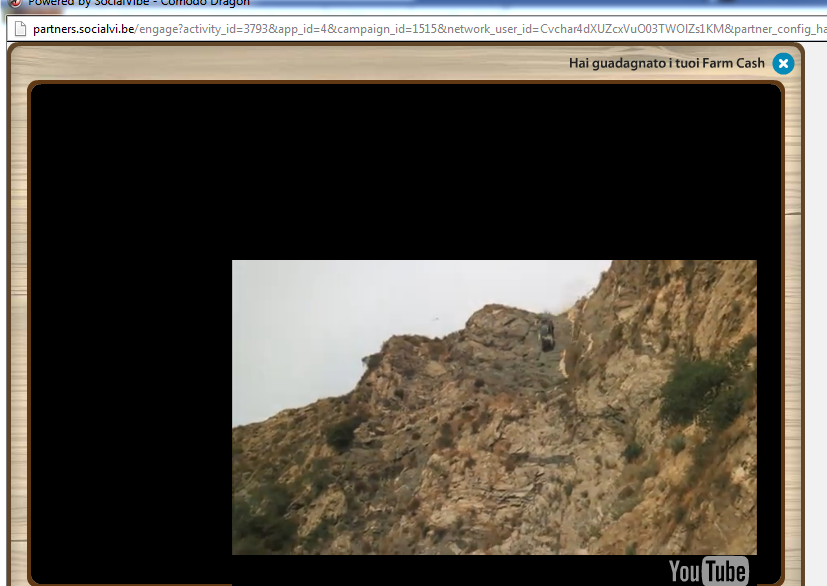 Powered by SocialVibe - Comodo Dragon
partners.socialvi.be/engage?activity_id=3793&app_id=4&campaign_id=1515&network_user_id=Cvchar4dXUZcxVuO03TWOIZs1KM&partner_config_ha
Hai guadagnato i tuoi Farm Cash
YouTube